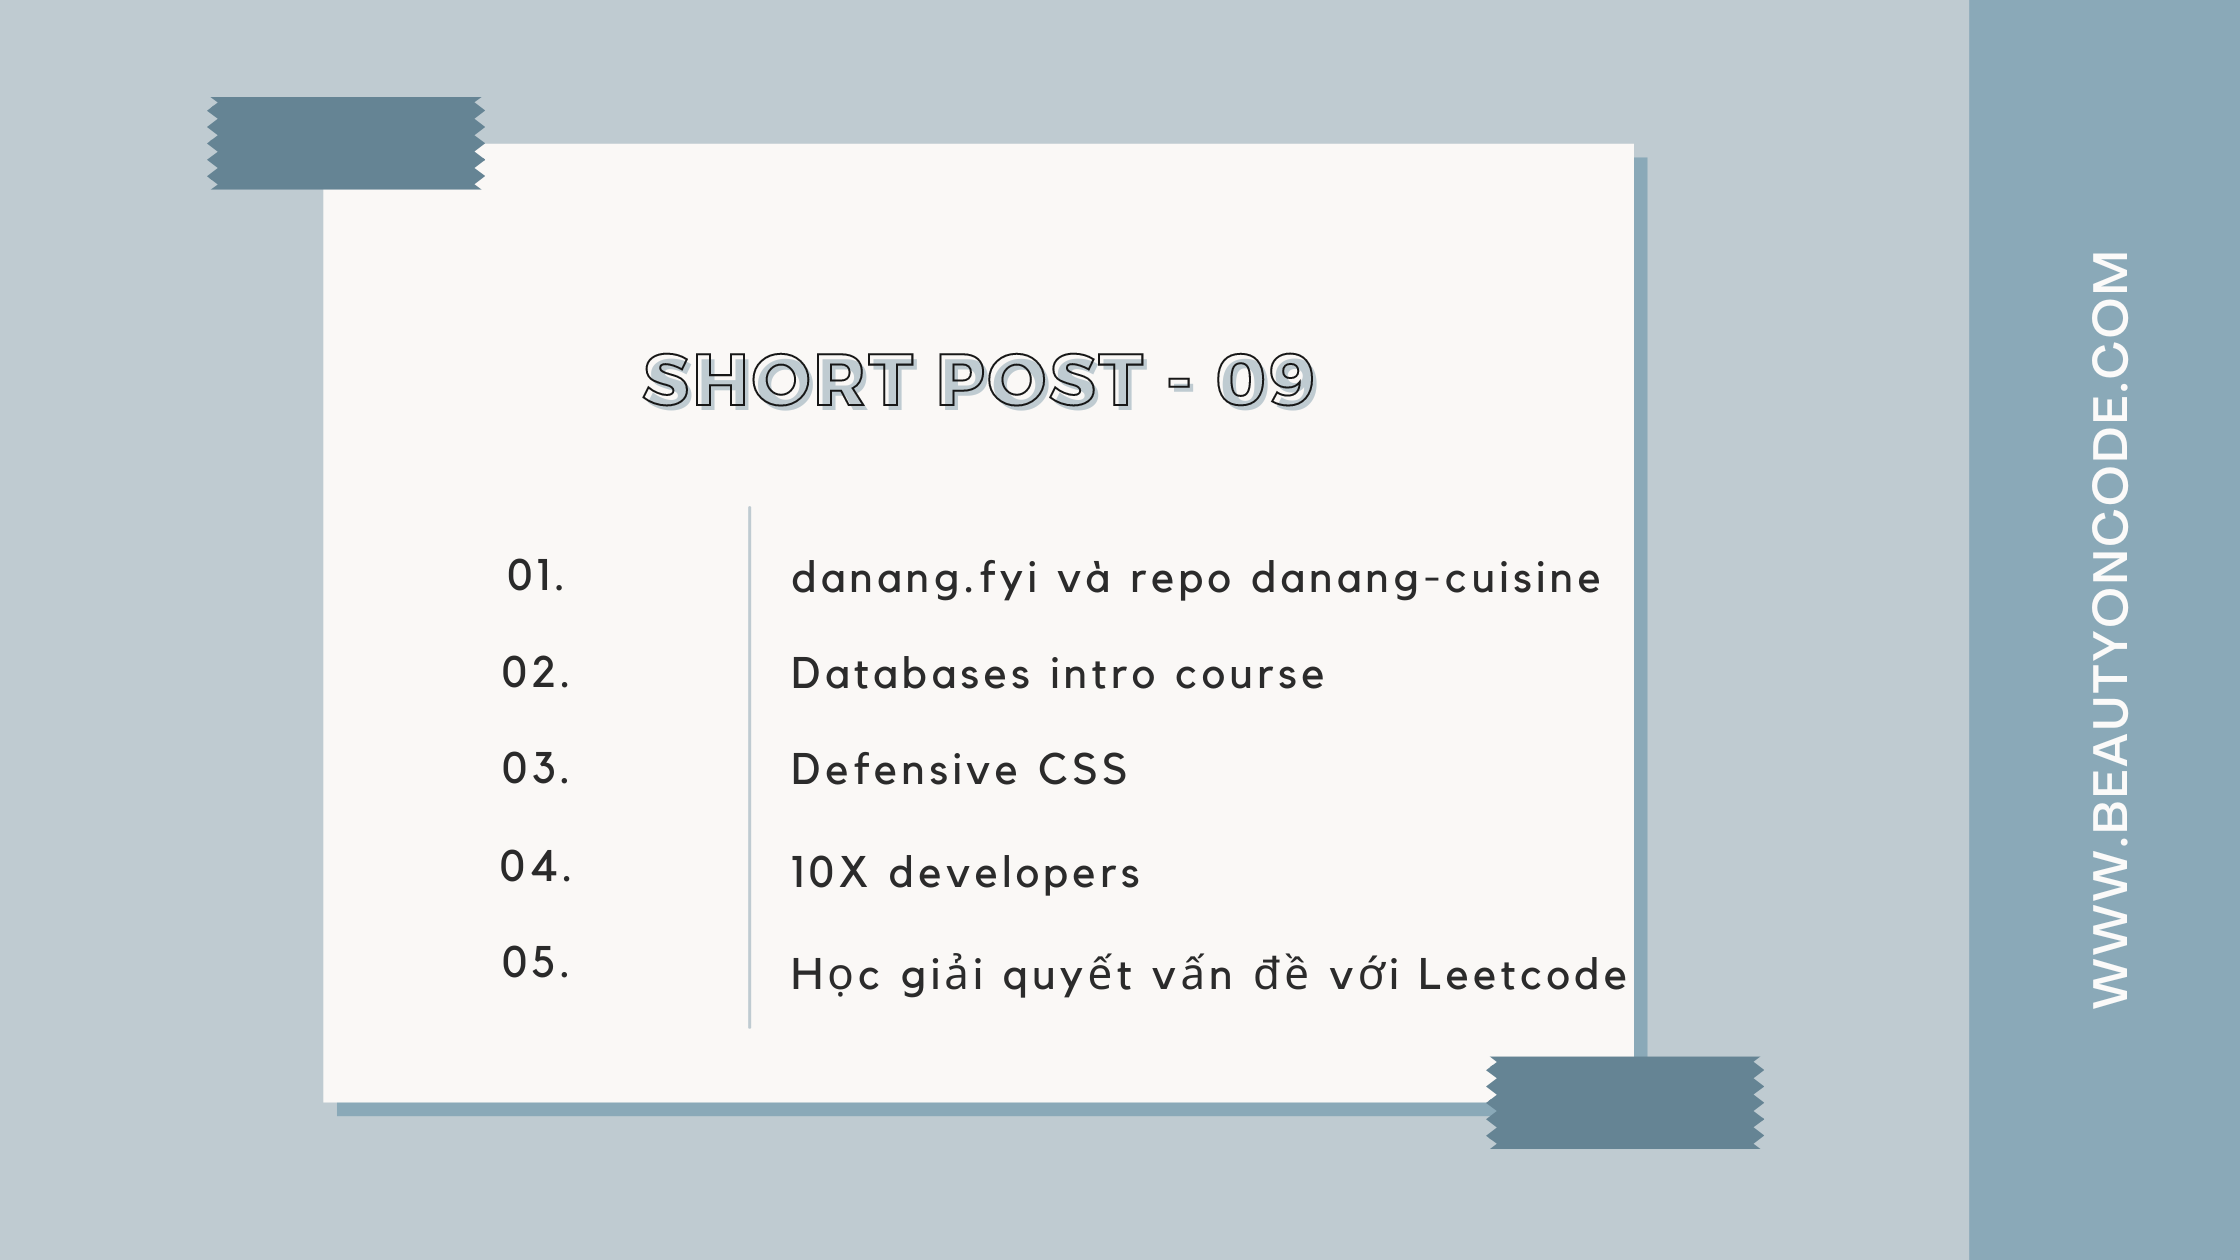 SHORT POST - 09
01. danang.fyi và repo danang-cuisine
02. Databases intro course
03. Defensive CSS
04. 10X developers
05. Học giải quyết vấn đề với Leetcode
WWW.BEAUTYONCODE.COM